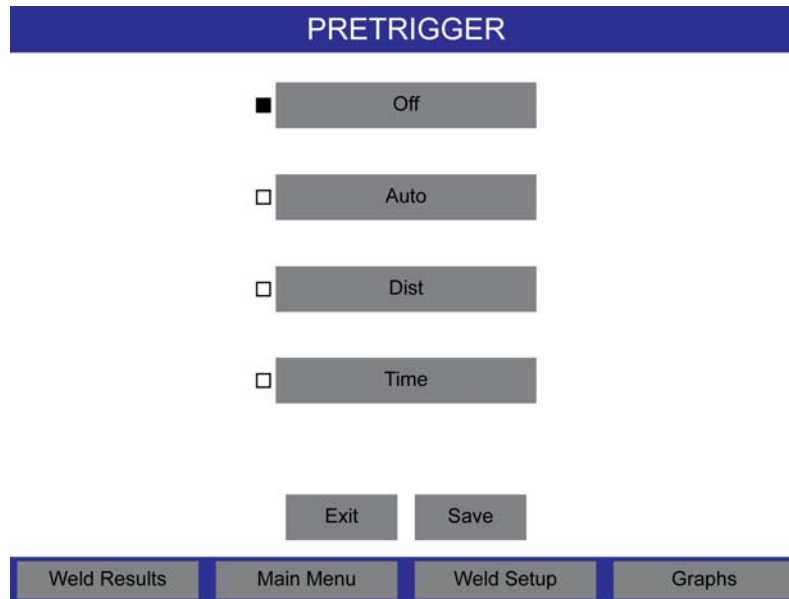 PRETRIGGER
Off
Auto
Dist
Time
Exit Save
Weld Results Main Menu Weld Setup Graphs